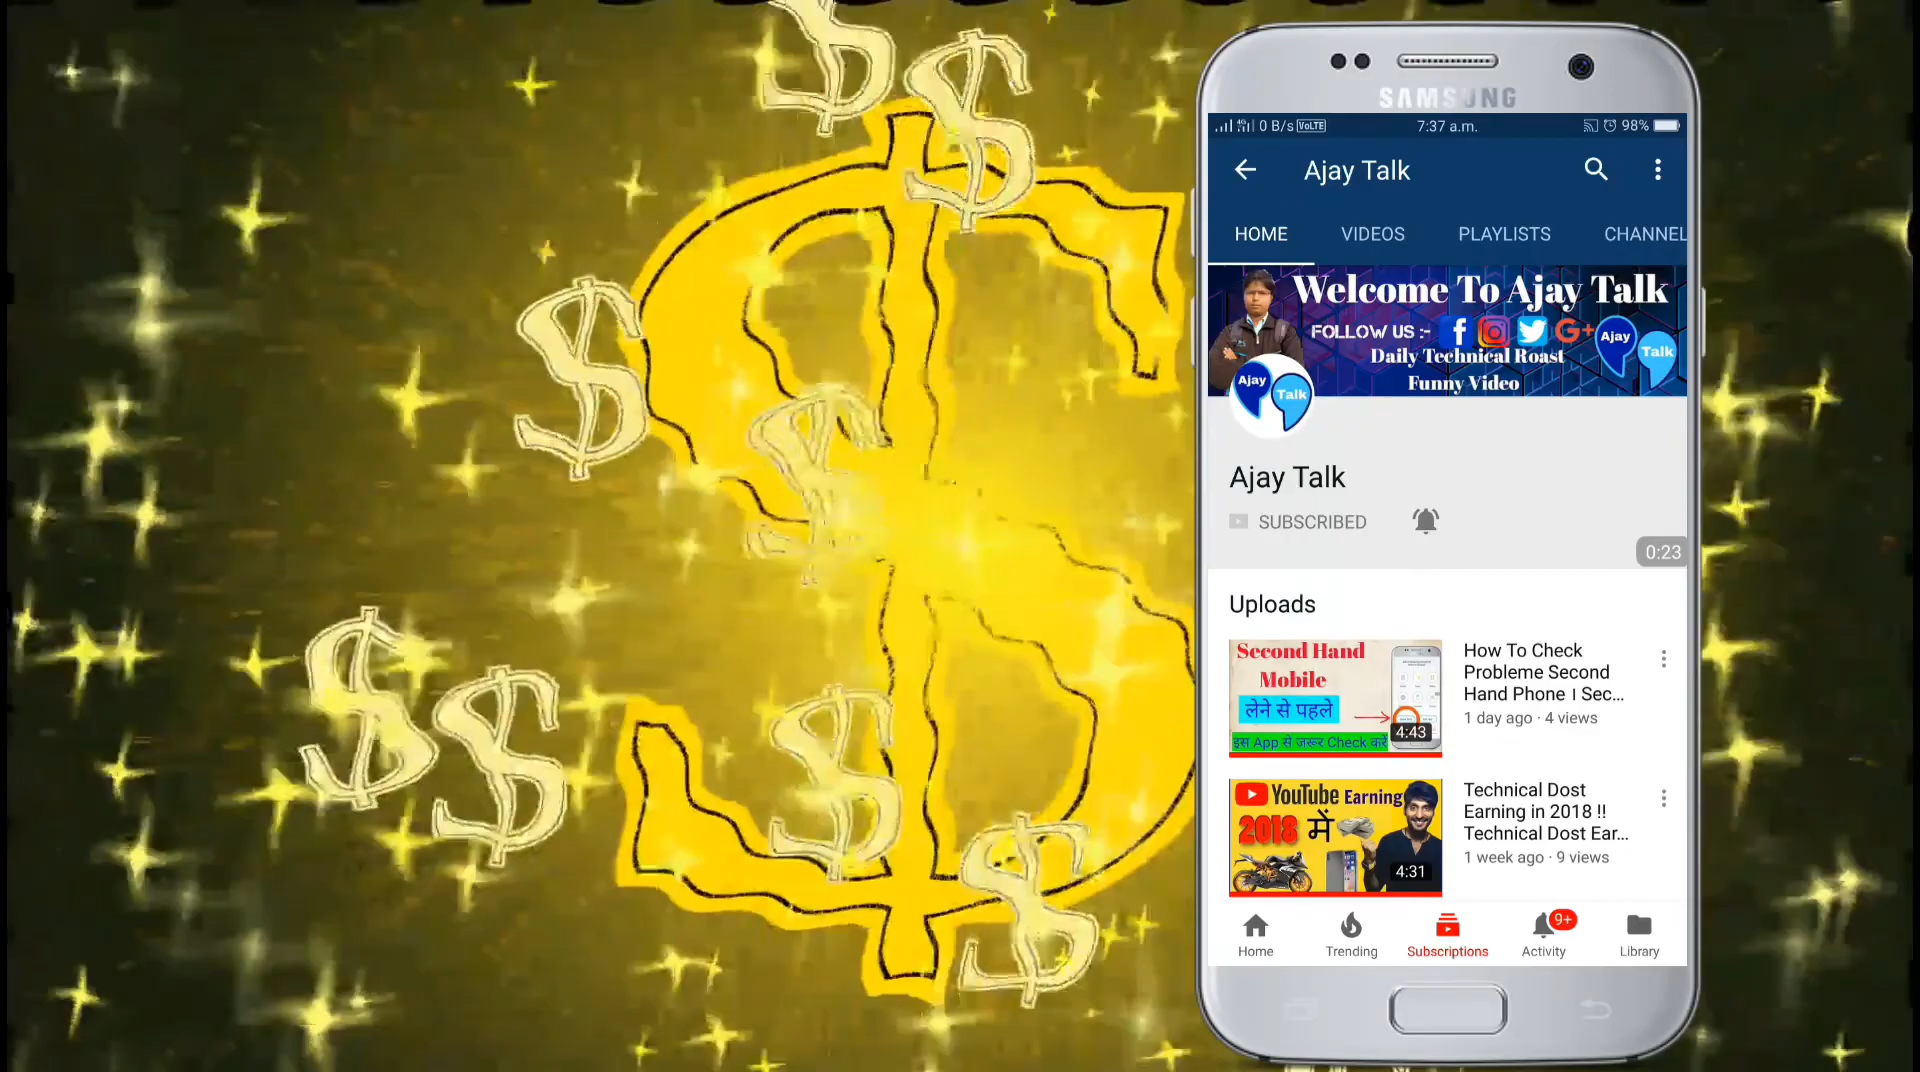 SAMSUNG
0 B/s VoLTE 7:37 a.m. 98%
Ajay Talk
HOME VIDEOS PLAYLISTS CHANNEL
Welcome To Ajay Talk
FOLLOW US :- f G+
Daily Technical Roast
Funny Video
Ajay
Talk
Ajay
Talk
Ajay Talk
SUBSCRIBED
0:23
Uploads
Second Hand
Mobile
लेने से पहले
इस App से जरूर Check करें
4:43
How To Check
Probleme Second
Hand Phone । Sec...
1 day ago · 4 views
YouTube Earning
2018 में
4:31
Technical Dost
Earning in 2018 !!
Technical Dost Ear...
1 week ago · 9 views
9+
Home Trending Subscriptions Activity Library